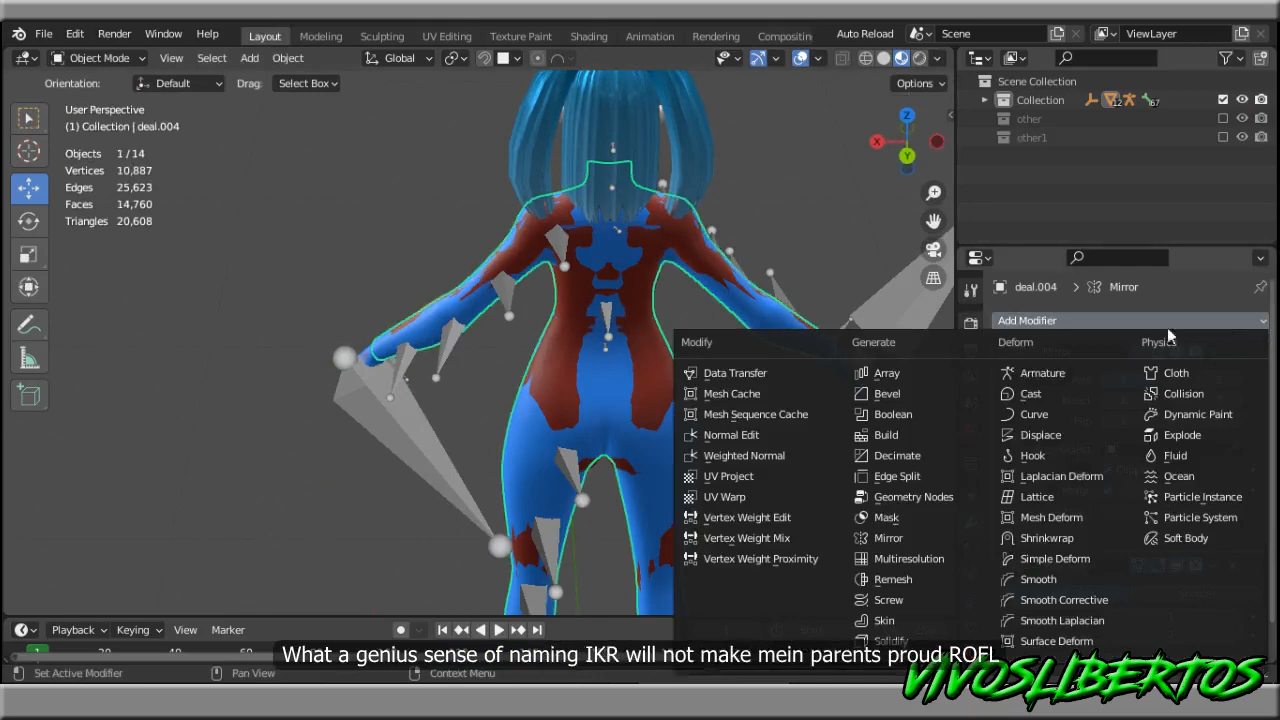 File Edit Render Window Help Layout Modeling Sculpting UV Editing Texture Paint Shading Animation Rendering Compositin Auto Reload Scene ViewLayer
Object Mode View Select Add Object Global
Orientation: Default Drag: Select Box Options
User Perspective
(1) Collection | deal.004
Objects 1 / 14
Vertices 10,887
Edges 25,623
Faces 14,760
Triangles 20,608
X
Y
Z
Scene Collection
Collection 12 67
other
other1
deal.004 > Mirror
Add Modifier
Modify Generate Deform Physics
Data Transfer Array Armature Cloth
Mesh Cache Bevel Cast Collision
Mesh Sequence Cache Boolean Curve Dynamic Paint
Normal Edit Build Displace Explode
Weighted Normal Decimate Hook Fluid
UV Project Edge Split Laplacian Deform Ocean
UV Warp Geometry Nodes Lattice Particle Instance
Vertex Weight Edit Mask Mesh Deform Particle System
Vertex Weight Mix Mirror Shrinkwrap Soft Body
Vertex Weight Proximity Multiresolution Simple Deform
Remesh Smooth
Screw Smooth Corrective
Skin Smooth Laplacian
Solidify Surface Deform
Playback Keying View Marker
What a genius sense of naming IKR will not make mein parents proud ROFL
Set Active Modifier Pan View Context Menu
VIVOSLIBERTOS